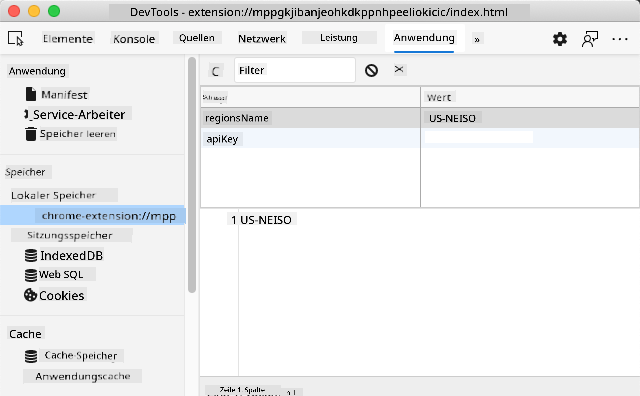 DevTools - extension://mppgkjibanjeohkdkppnhpeeliokicic/index.html
Elemente Konsole Quellen Netzwerk Leistung Anwendung »
Anwendung
Manifest
Service-Arbeiter
Speicher leeren
Speicher
Lokaler Speicher
chrome-extension://mpp
Sitzungsspeicher
IndexedDB
Web SQL
Cookies
Cache
Cache-Speicher
Anwendungscache
C Filter
Wert
regionsName US-NEISO
apiKey
1 US-NEISO
Zeile 1, Spalte